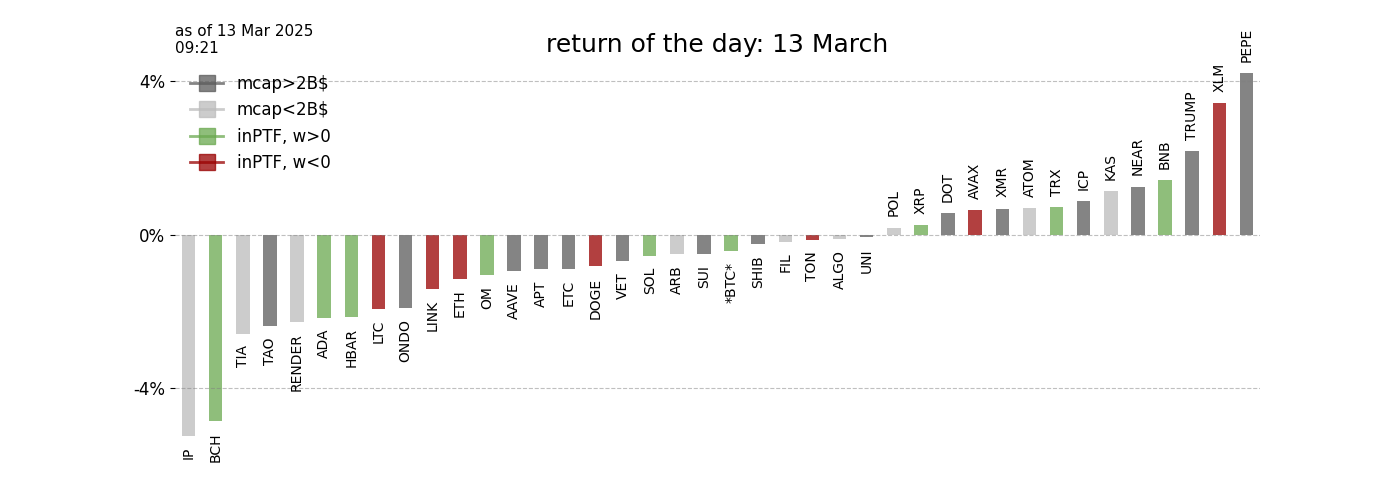 as of 13 Mar 2025
09:21
return of the day: 13 March
4%
0%
-4%
mcap>2B$
mcap<2B$
inPTF, w>0
inPTF, w<0
IP
BCH
TIA
TAO
RENDER
ADA
HBAR
LTC
ONDO
LINK
ETH
OM
AAVE
APT
ETC
DOGE
VET
SOL
ARB
SUI
*BTC*
SHIB
FIL
TON
ALGO
UNI
POL
XRP
DOT
AVAX
XMR
ATOM
TRX
ICP
KAS
NEAR
BNB
TRUMP
XLM
PEPE